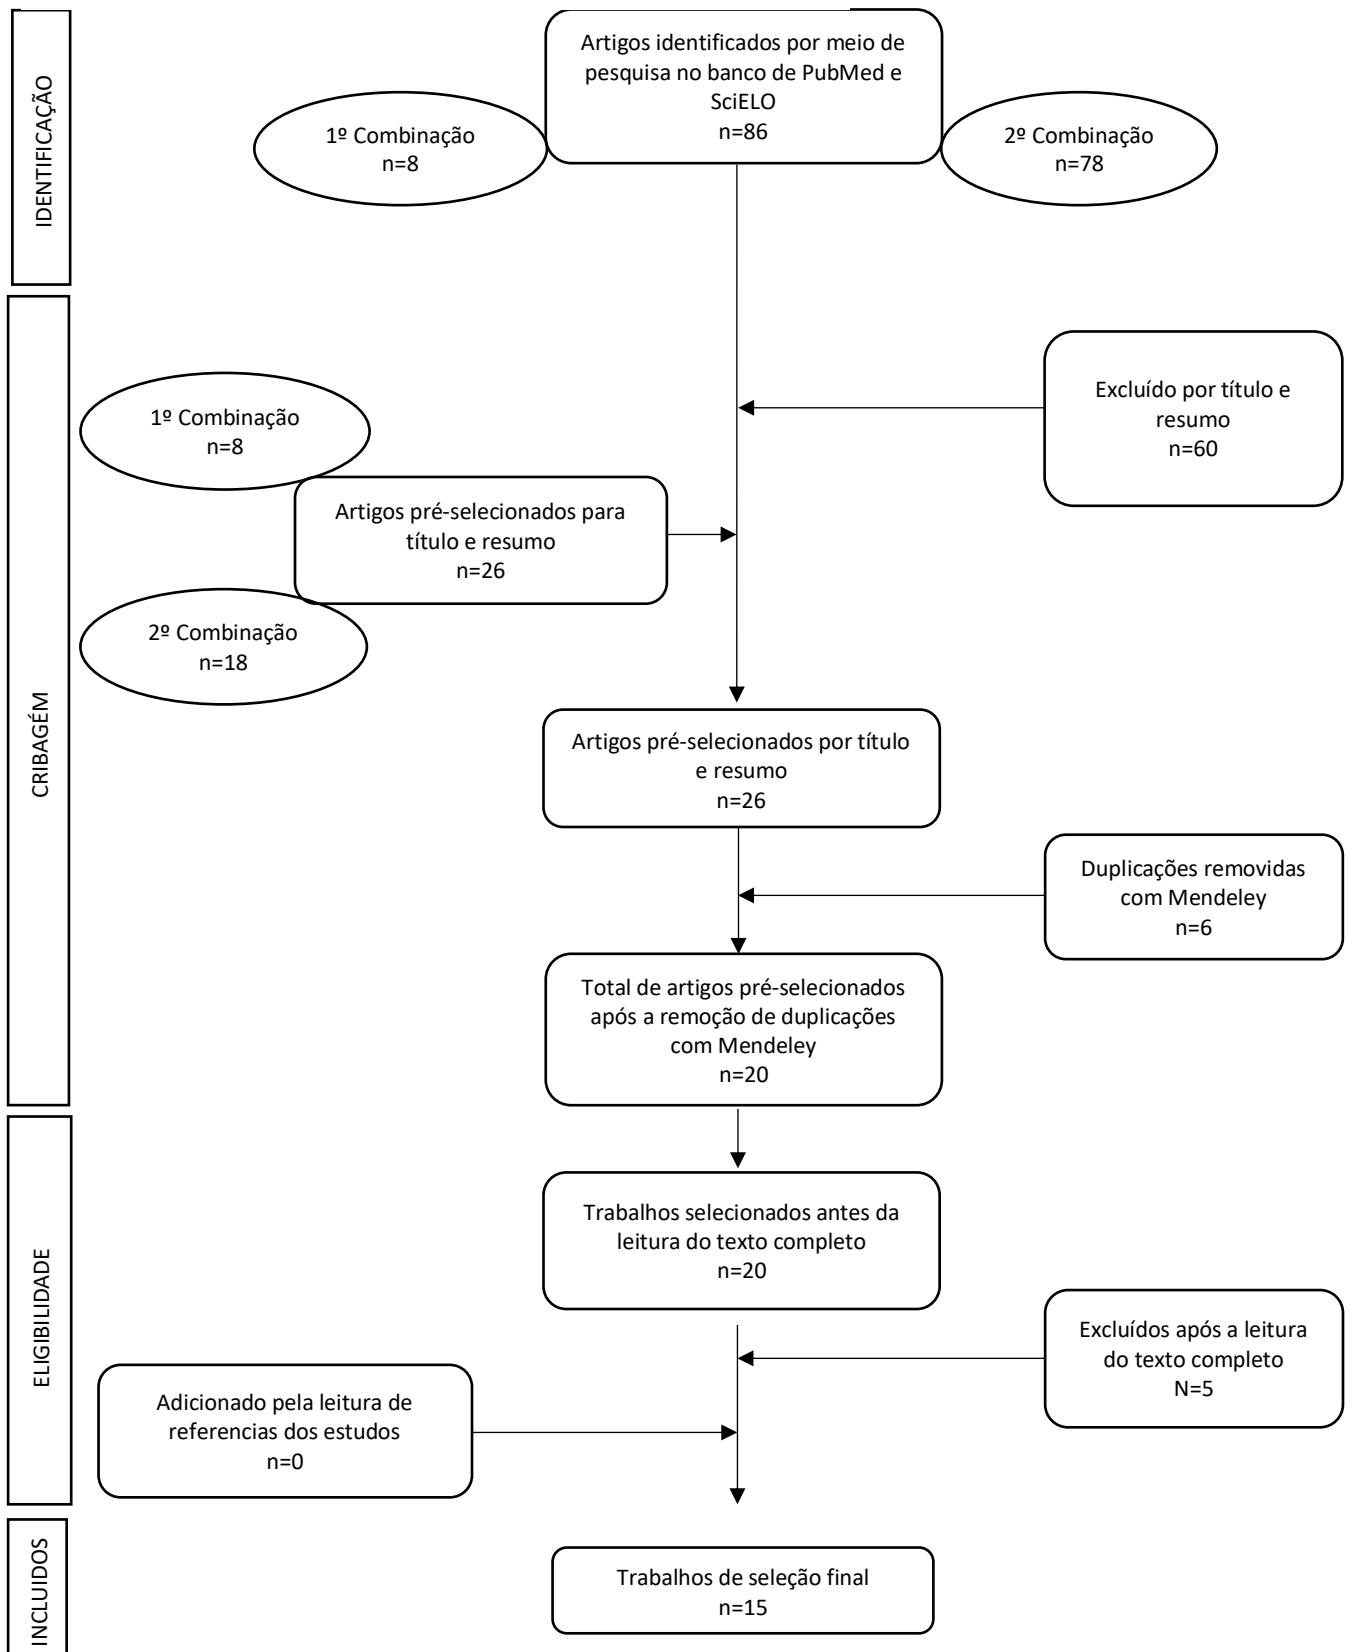 IDENTIFICAÇÃO
Artigos identificados por meio de
pesquisa no banco de PubMed e
SciELO
n=86
1º Combinação
n=8
2º Combinação
n=78
CRIBAGÉM
Excluído por título e
resumo
n=60
1º Combinação
n=8
Artigos pré-selecionados para
título e resumo
n=26
2º Combinação
n=18
Artigos pré-selecionados por título
e resumo
n=26
Duplicações removidas
com Mendeley
n=6
Total de artigos pré-selecionados
após a remoção de duplicações
com Mendeley
n=20
ELIGIBILIDADE
Trabalhos selecionados antes da
leitura do texto completo
n=20
Excluídos após a leitura
do texto completo
N=5
Adicionado pela leitura de
referencias dos estudos
n=0
INCLUIDOS
Trabalhos de seleção final
n=15